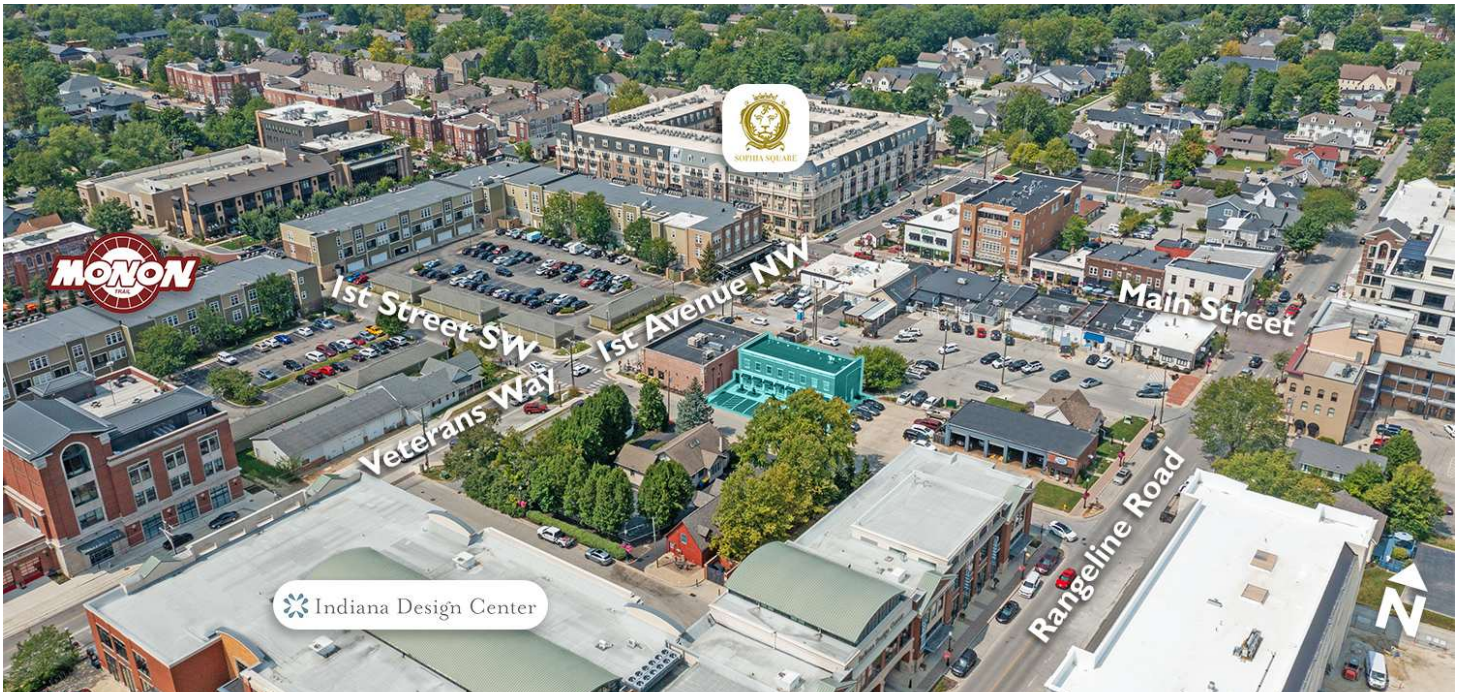 SOPHIA SQUARE
MONON
TRAIL
1st Street SW
1st Avenue NW
Main Street
Veterans Way
Rangeline Road
Indiana Design Center
N